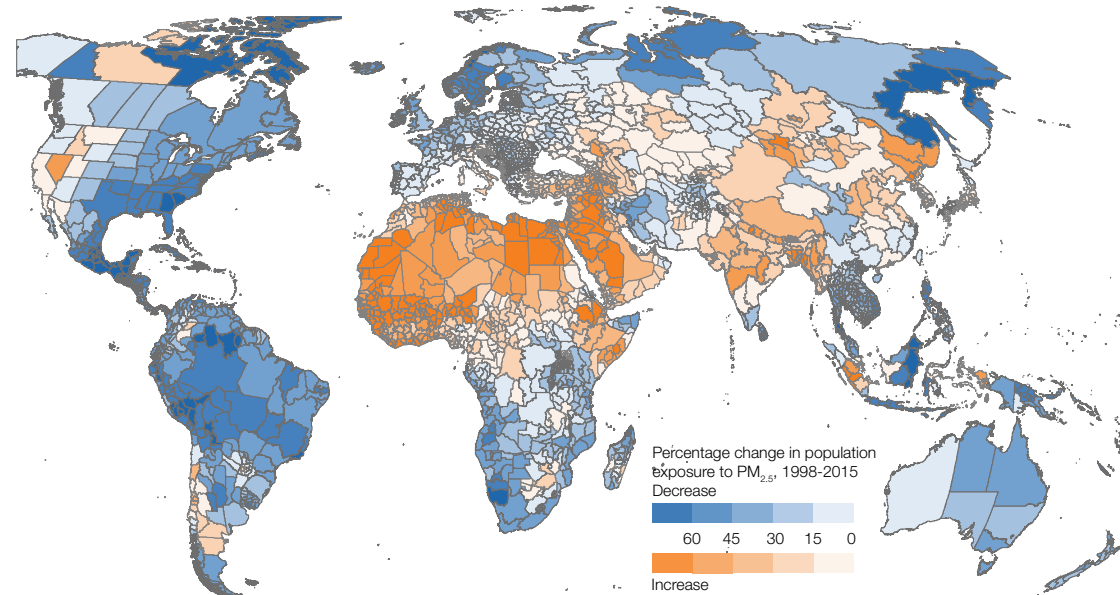 Percentage change in population
exposure to PM2.5, 1998-2015
Decrease
60 45 30 15 0
Increase